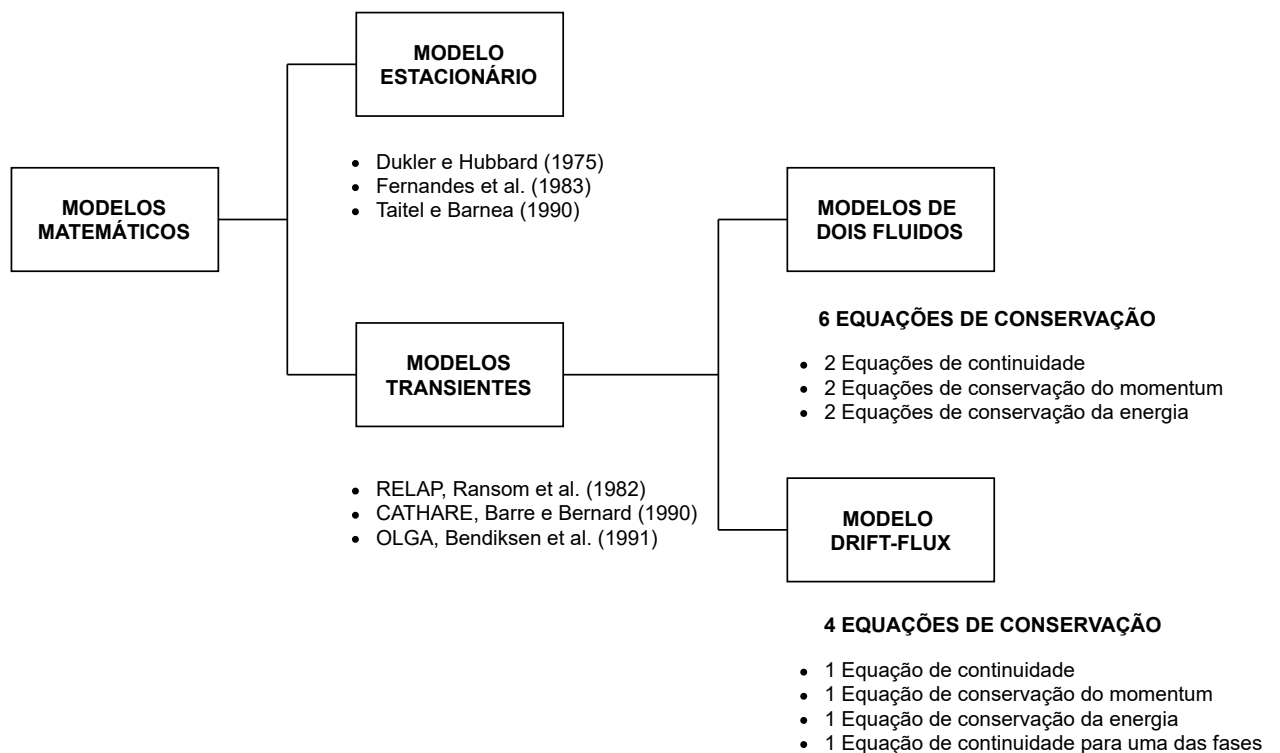 MODELO
ESTACIONÁRIO
• Dukler e Hubbard (1975)
• Fernandes et al. (1983)
• Taitel e Barnea (1990)
MODELOS
MATEMÁTICOS
MODELOS DE
DOIS FLUIDOS
6 EQUAÇÕES DE CONSERVAÇÃO
• 2 Equações de continuidade
• 2 Equações de conservação do momentum
• 2 Equações de conservação da energia
MODELOS
TRANSIENTES
• RELAP, Ransom et al. (1982)
• CATHARE, Barre e Bernard (1990)
• OLGA, Bendiksen et al. (1991)
MODELO
DRIFT-FLUX
4 EQUAÇÕES DE CONSERVAÇÃO
• 1 Equação de continuidade
• 1 Equação de conservação do momentum
• 1 Equação de conservação da energia
• 1 Equação de continuidade para uma das fases